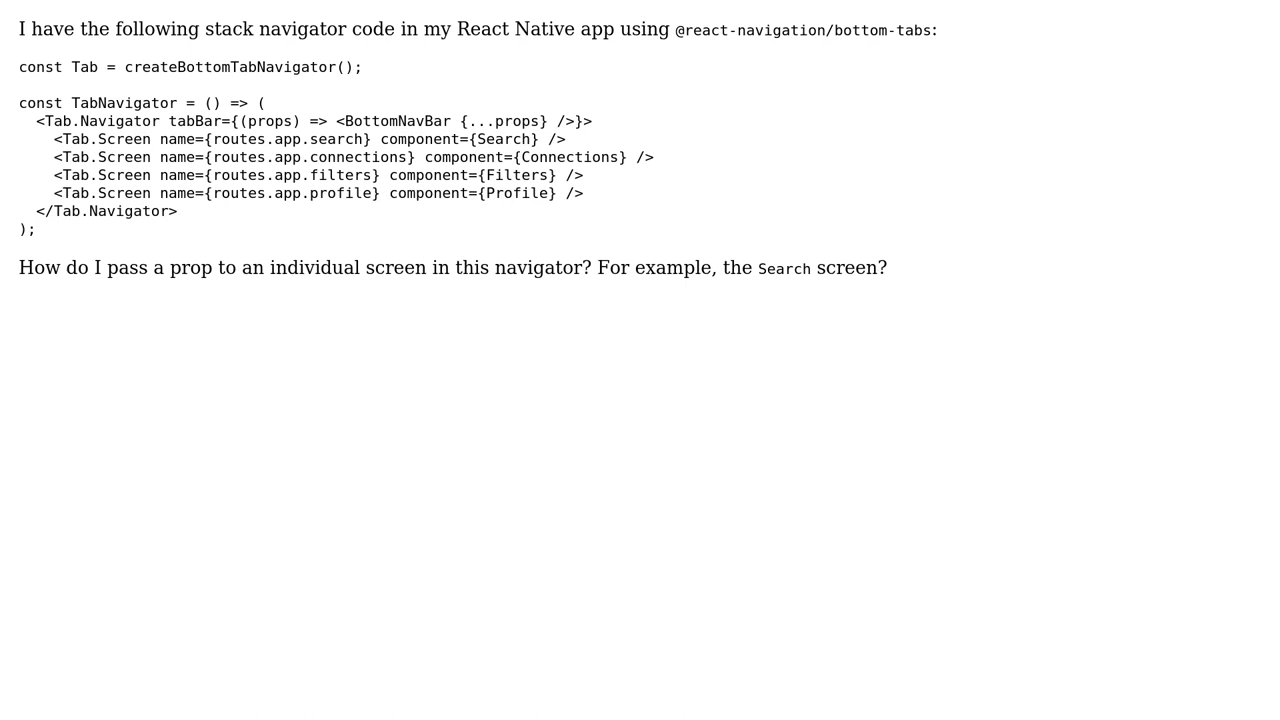 I have the following stack navigator code in my React Native app using @react-navigation/bottom-tabs:
const Tab = createBottomTabNavigator();
const TabNavigator = () => (
  <Tab.Navigator tabBar={(props) => <BottomNavBar {...props} />}>
    <Tab.Screen name={routes.app.search} component={Search} />
    <Tab.Screen name={routes.app.connections} component={Connections} />
    <Tab.Screen name={routes.app.filters} component={Filters} />
    <Tab.Screen name={routes.app.profile} component={Profile} />
  </Tab.Navigator>
);
How do I pass a prop to an individual screen in this navigator? For example, the Search screen?